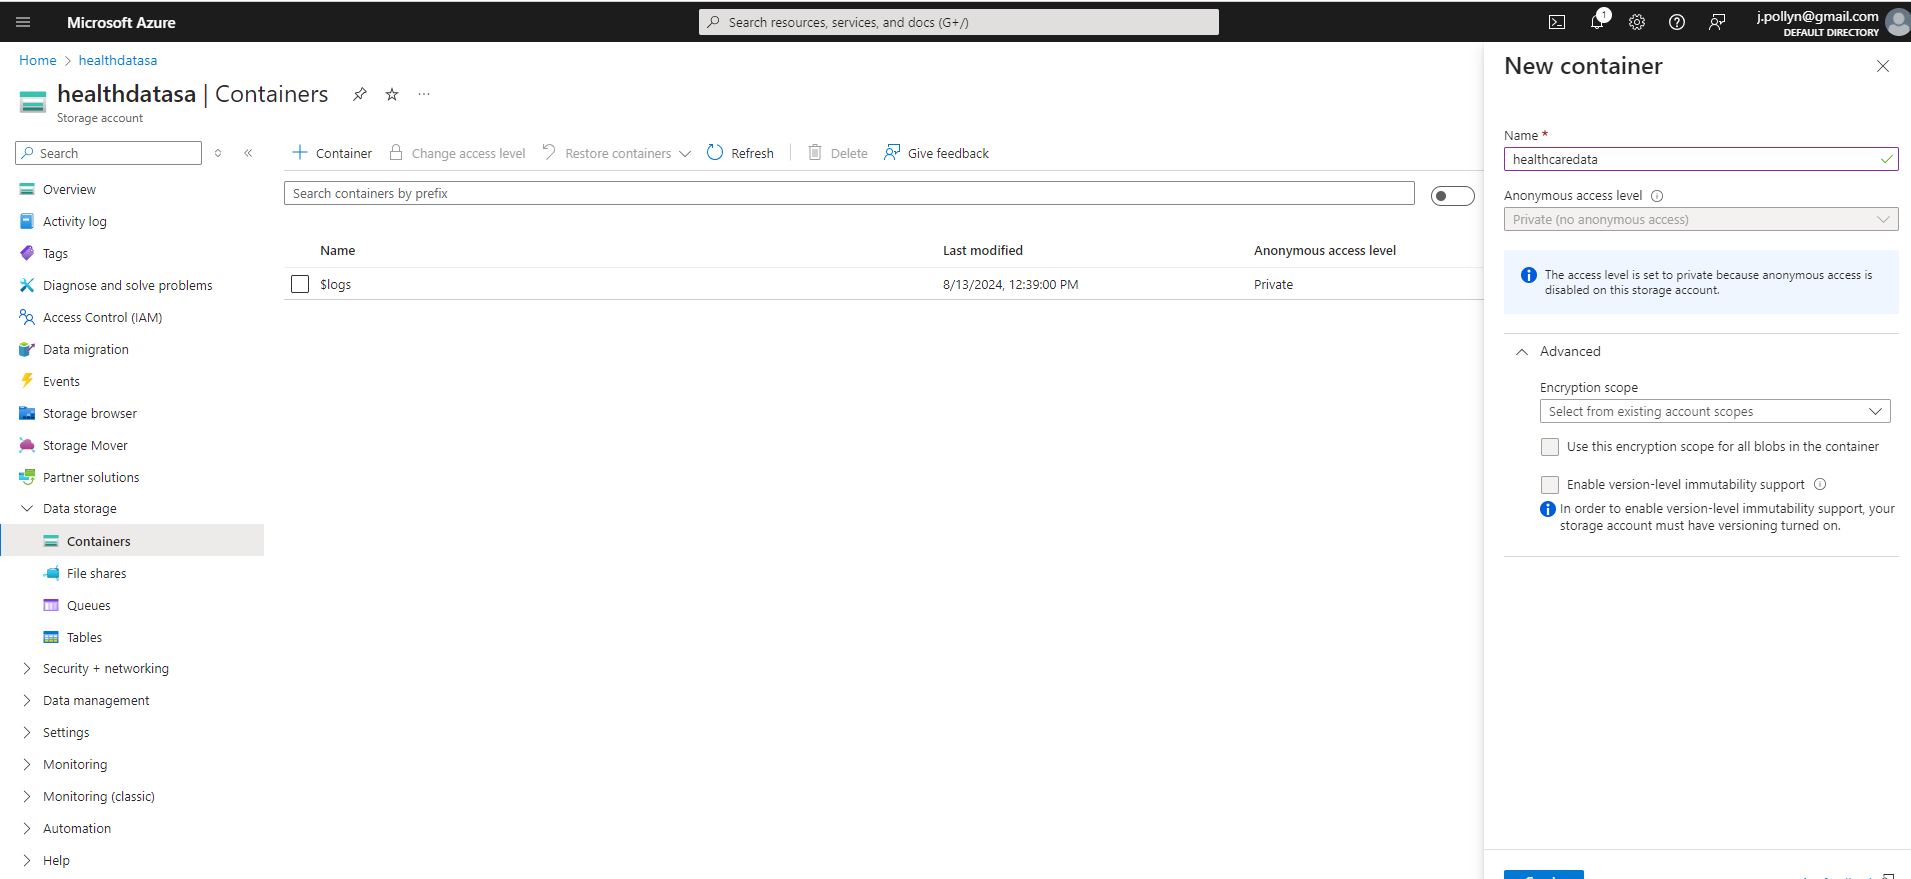 Microsoft Azure
Search resources, services, and docs (G+/)
1
j.pollyn@gmail.com
DEFAULT DIRECTORY
Home > healthdatasa
healthdatasa | Containers
Storage account
Search
Overview
Activity log
Tags
Diagnose and solve problems
Access Control (IAM)
Data migration
Events
Storage browser
Storage Mover
Partner solutions
Data storage
Containers
File shares
Queues
Tables
Security + networking
Data management
Settings
Monitoring
Monitoring (classic)
Automation
Help
Container
Change access level
Restore containers
Refresh
Delete
Give feedback
Search containers by prefix
Name Last modified Anonymous access level
$logs 8/13/2024, 12:39:00 PM Private
New container
Name *
healthcaredata
Anonymous access level
Private (no anonymous access)
The access level is set to private because anonymous access is
disabled on this storage account.
Advanced
Encryption scope
Select from existing account scopes
Use this encryption scope for all blobs in the container
Enable version-level immutability support
In order to enable version-level immutability support, your
storage account must have versioning turned on.